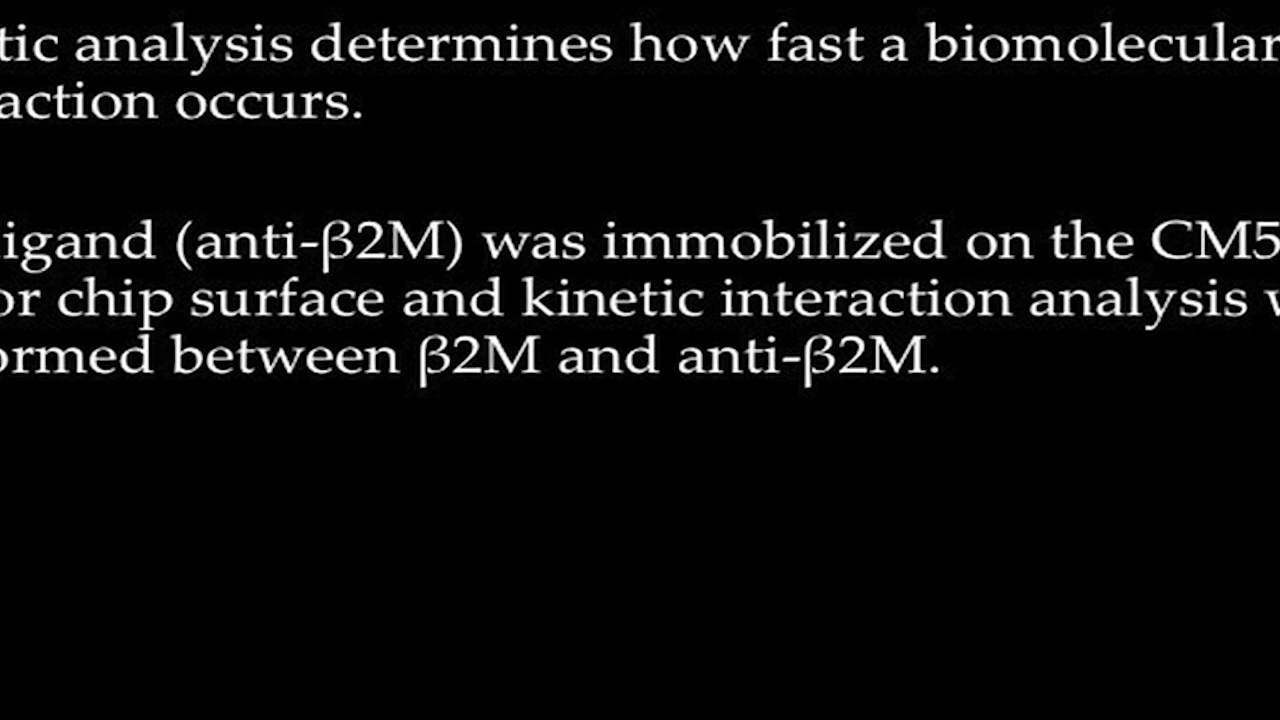 tic analysis determines how fast a biomolecular
action occurs.
igand (anti-β2M) was immobilized on the CM5
or chip surface and kinetic interaction analysis
ormed between β2M and anti-β2M.